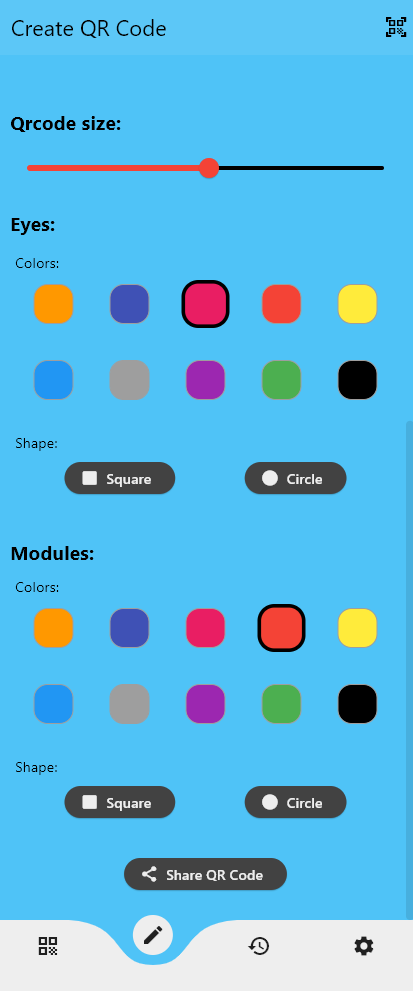 Create QR Code
Qrcode size:
Eyes:
Colors:
Shape:
Square Circle
Modules:
Colors:
Shape:
Square Circle
Share QR Code